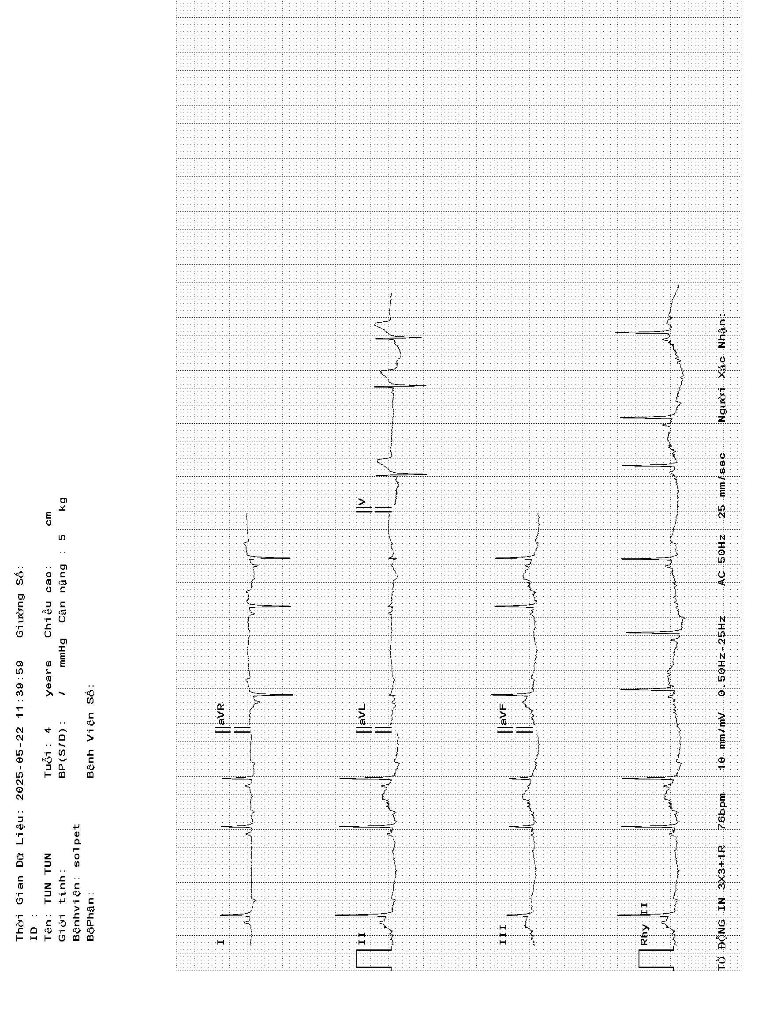 Thời Gian Dữ Liệu: 2025-05-22 11:39:59 Giường Số:
ID :
Tên: TUN TUN Tuổi: 4 years Chiều cao: cm
Giới tính: BP(S/D): / mmHg Cân nặng : 5 kg
Bệnhviện: solpet Bệnh Viện Số:
BộPhận:
I aVR
II aVL V
III aVF
Rhy II
ĐỘNG IN 3X3+1R 10 mm/mV 0.50Hz-25Hz AC 50Hz 25 mm/sec Người Xác Nhận: